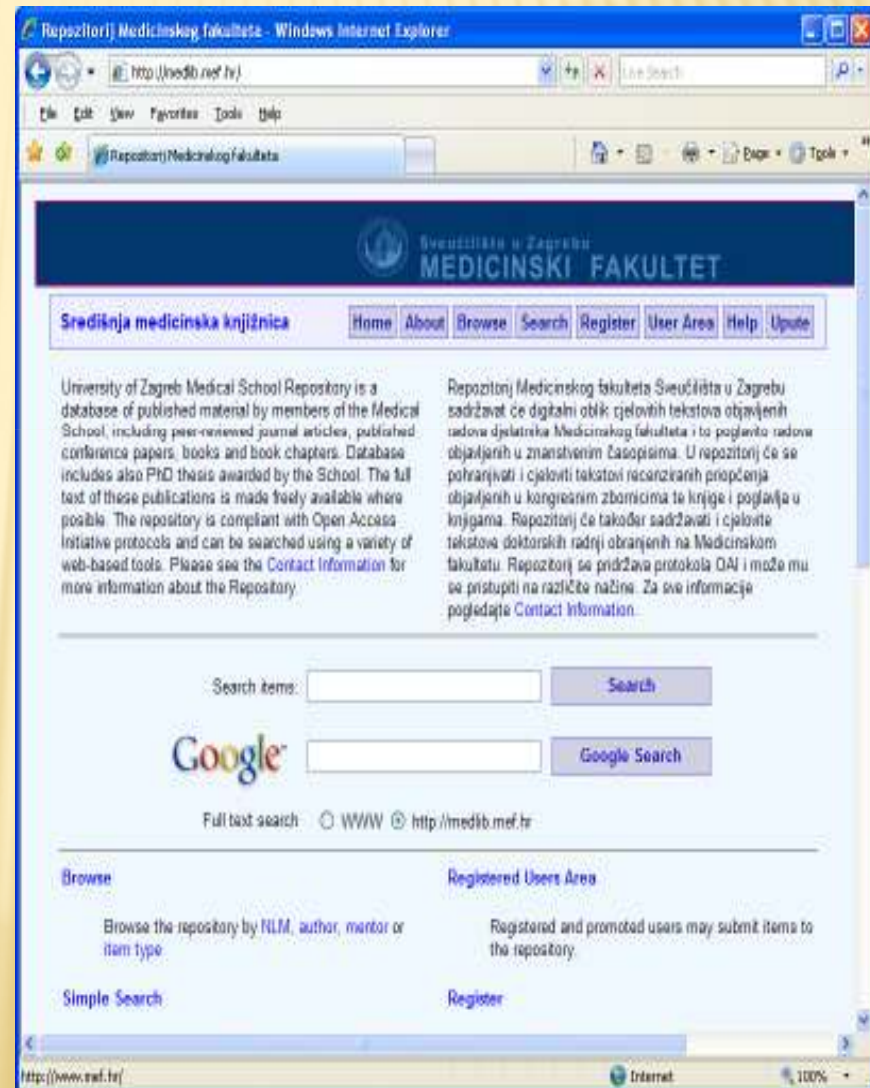 Repozitorij Medicinskog fakulteta - Windows Internet Explorer
http://medlib.mef.hr/
Live Search
File Edit View Favorites Tools Help
Repozitorij Medicinskog fakulteta
Page Tools
Sveučilište u Zagrebu
MEDICINSKI FAKULTET
Središnja medicinska knjižnica
Home About Browse Search Register User Area Help Upute
University of Zagreb Medical School Repository is a
database of published material by members of the Medical
School, including peer-reviewed journal articles, published
conference papers, books and book chapters. Database
includes also PhD thesis awarded by the School. The full
text of these publications is made freely available where
posible. The repository is compliant with Open Access
Initiative protocols and can be searched using a variety of
web-based tools. Please see the Contact Information for
more information about the Repository.
Repozitorij Medicinskog fakulteta Sveučilišta u Zagrebu
sadržavat će digitalni oblik cjelovitih tekstova objavljenih
radova djelatnika Medicinskog fakulteta i to poglavito radova
objavljenih u znanstvenim časopisima. U repozitorij će se
pohranjivati i cjeloviti tekstovi recenziranih priopćenja
objavljenih u kongresnim zbornicima te knjige i poglavlja u
knjigama. Repozitorij će također sadržavati i cjelovite
tekstove doktorskih radnji obranjenih na Medicinskom
fakultetu. Repozitorij se pridržava protokola OAI i može mu
se pristupiti na različite načine. Za sve informacije
pogledajte Contact Information.
Search items:
Search
Google
Google Search
Full text search WWW http://medlib.mef.hr
Browse
Browse the repository by NLM, author, mentor or
item type
Registered Users Area
Registered and promoted users may submit items to
the repository.
Simple Search
Register
http://www.mef.hr/
Internet
100%